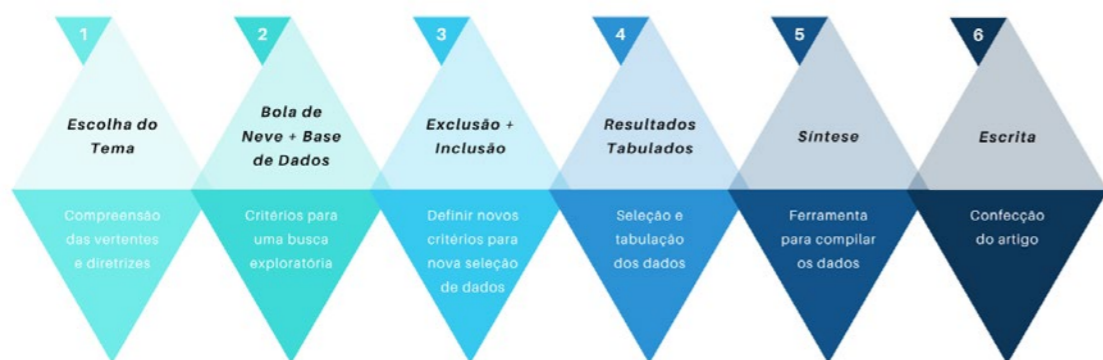 1
Escolha do
Tema
Compreensão
das vertentes
e diretrizes
2
Bola de
Neve + Base
de Dados
Critérios para
uma busca
exploratória
3
Exclusão +
Inclusão
Definir novos
critérios para
nova seleção
de dados
4
Resultados
Tabulados
Seleção e
tabulação
dos dados
5
Síntese
Ferramenta
para compilar
os dados
6
Escrita
Confecção
do artigo